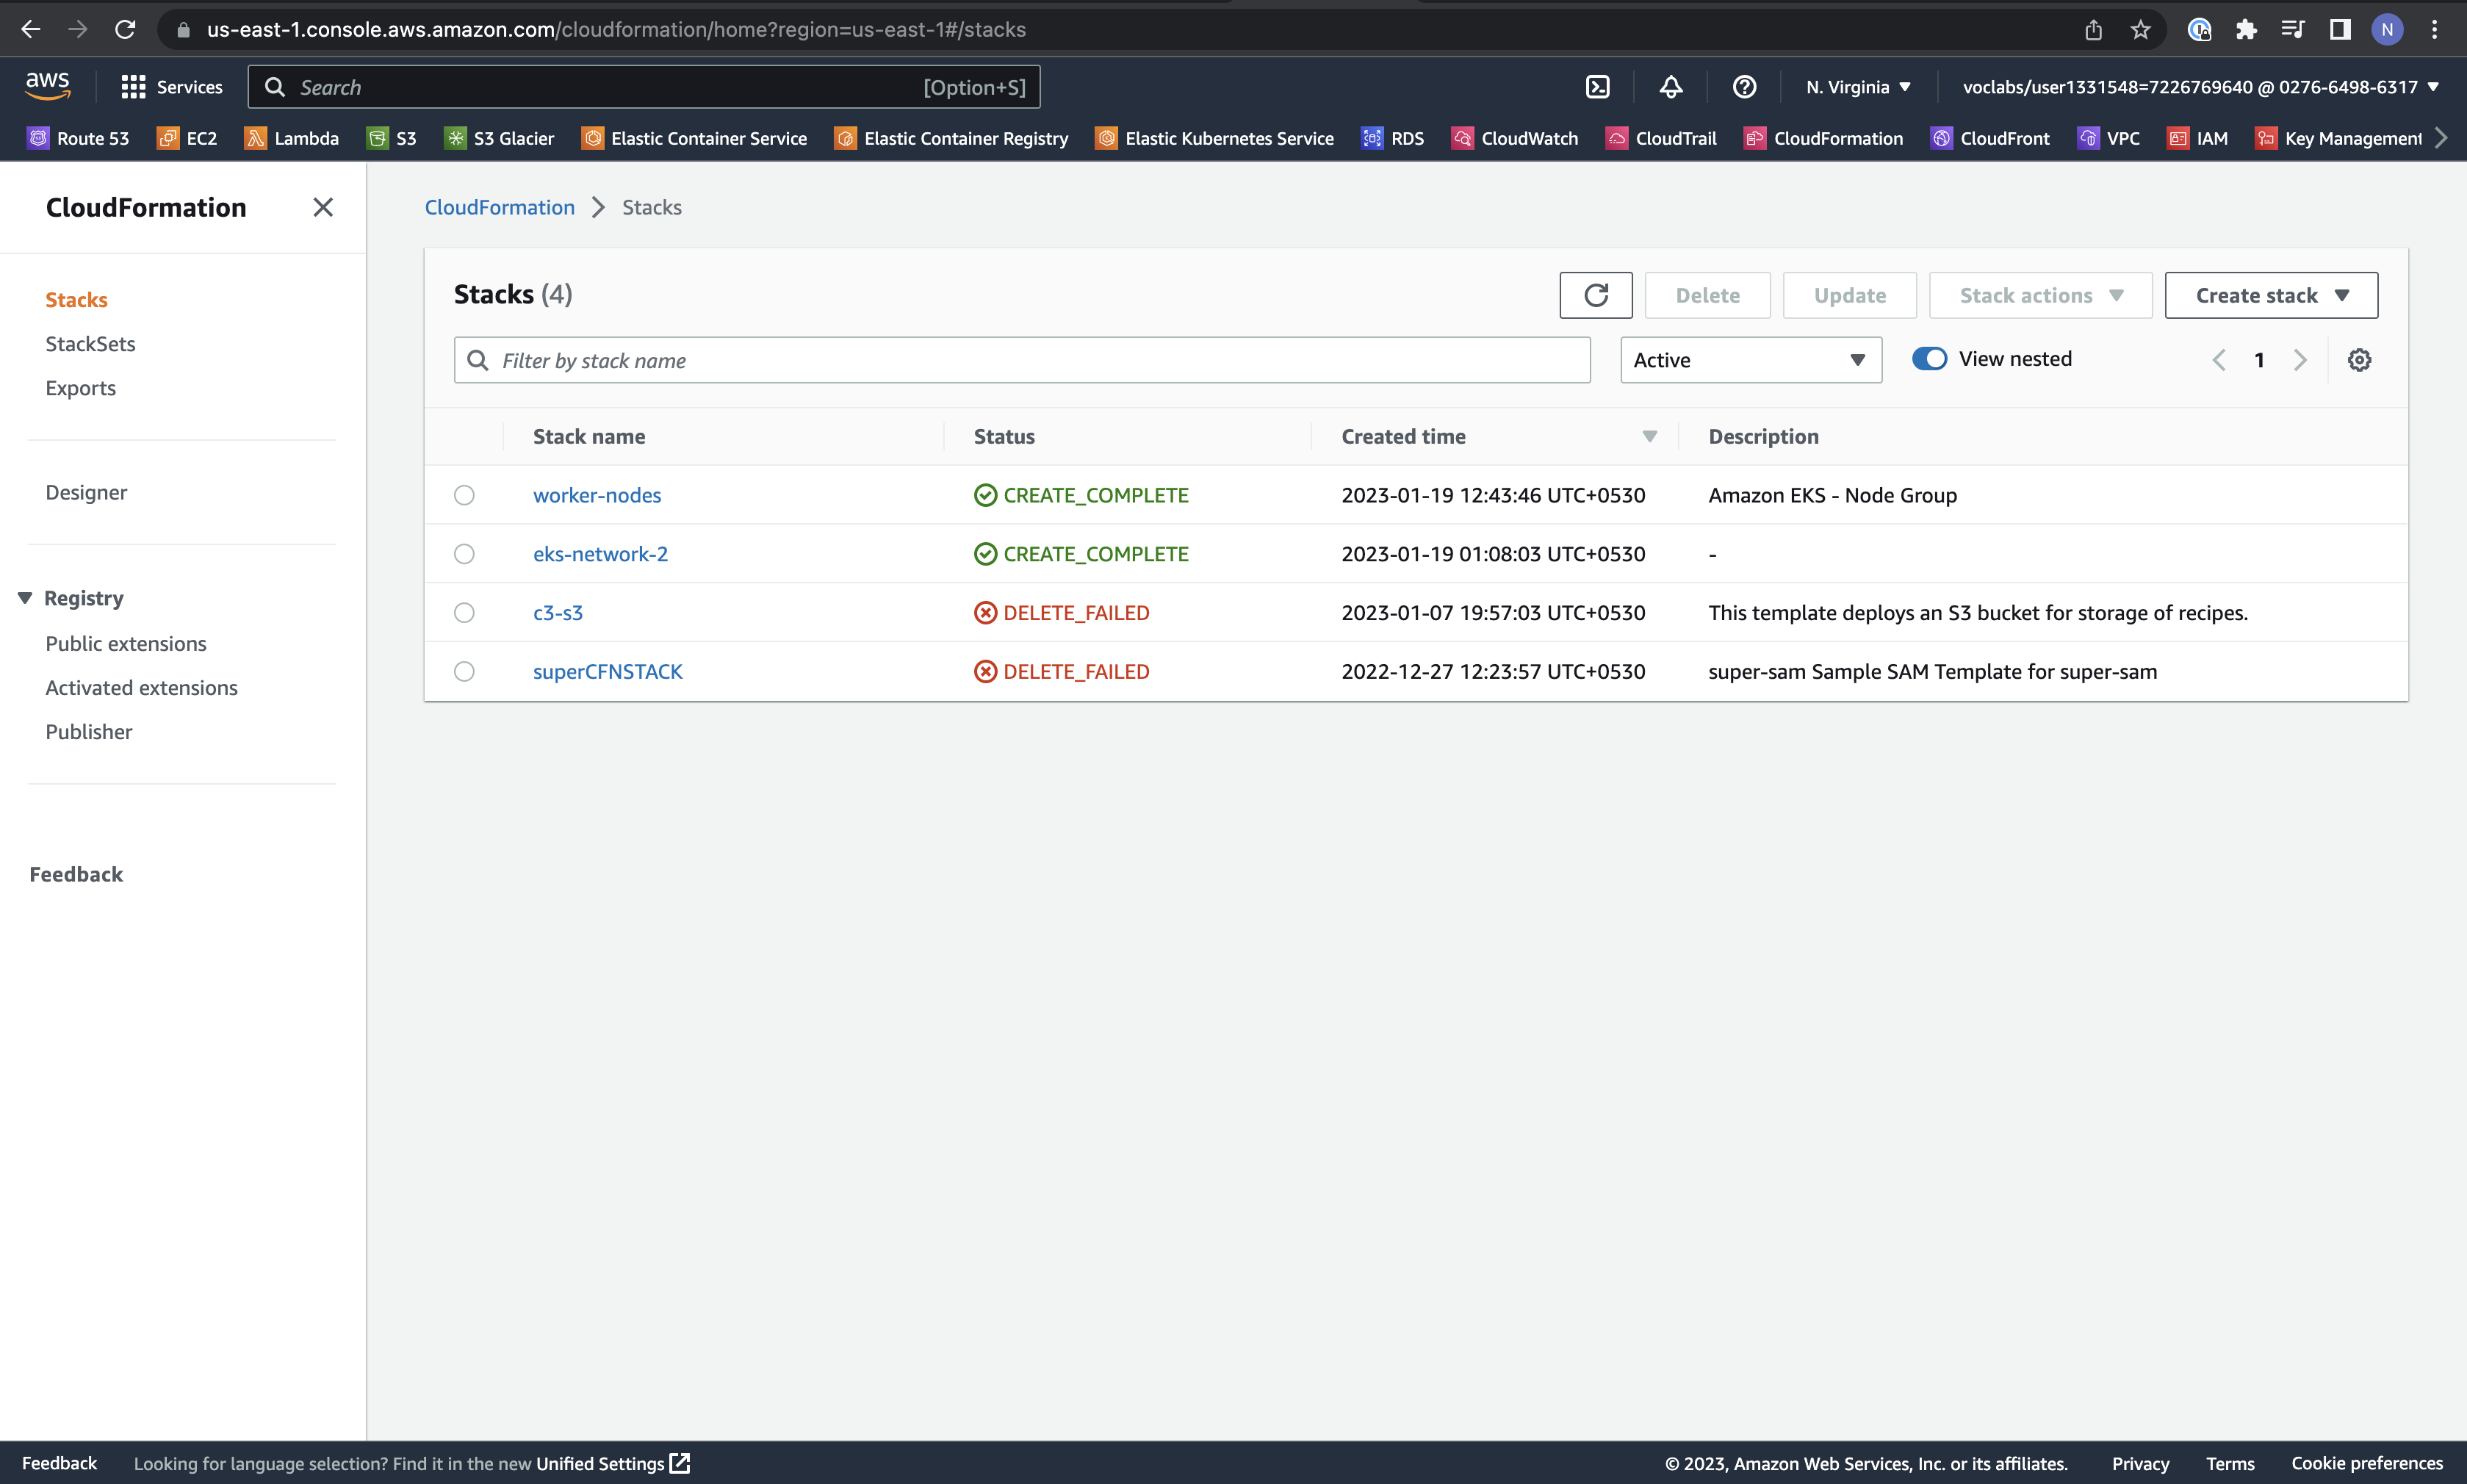 us-east-1.console.aws.amazon.com/cloudformation/home?region=us-east-1#/stacks
N
aws Services Search [Option+S] N. Virginia voclabs/user1331548=7226769640 @ 0276-6498-6317
Route 53 EC2 Lambda S3 S3 Glacier Elastic Container Service Elastic Container Registry Elastic Kubernetes Service RDS CloudWatch CloudTrail CloudFormation CloudFront VPC IAM Key Management
CloudFormation
Stacks
StackSets
Exports
Designer
Registry
Public extensions
Activated extensions
Publisher
Feedback
CloudFormation Stacks
Stacks (4) Delete Update Stack actions Create stack
Filter by stack name Active View nested 1
Stack name Status Created time Description
worker-nodes CREATE_COMPLETE 2023-01-19 12:43:46 UTC+0530 Amazon EKS - Node Group
eks-network-2 CREATE_COMPLETE 2023-01-19 01:08:03 UTC+0530 -
c3-s3 DELETE_FAILED 2023-01-07 19:57:03 UTC+0530 This template deploys an S3 bucket for storage of recipes.
superCFNSTACK DELETE_FAILED 2022-12-27 12:23:57 UTC+0530 super-sam Sample SAM Template for super-sam
Feedback Looking for language selection? Find it in the new Unified Settings © 2023, Amazon Web Services, Inc. or its affiliates. Privacy Terms Cookie preferences